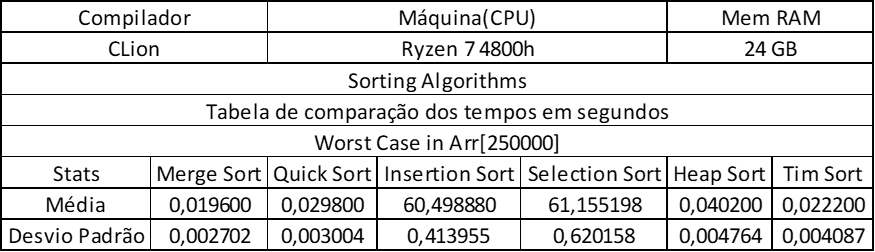 Compilador Máquina(CPU) Mem RAM
CLion Ryzen 7 4800h 24 GB
Sorting Algorithms
Tabela de comparação dos tempos em segundos
Worst Case in Arr[250000]
Stats Merge Sort Quick Sort Insertion Sort Selection Sort Heap Sort Tim Sort
Média 0,019600 0,029800 60,498880 61,155198 0,040200 0,022200
Desvio Padrão 0,002702 0,003004 0,413955 0,620158 0,004764 0,004087